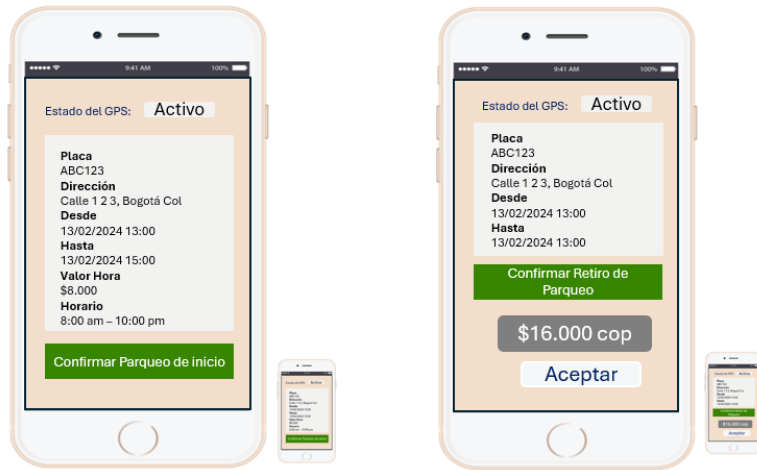 9:41 AM 100%
Estado del GPS: Activo
Placa
ABC123
Dirección
Calle 1 2 3, Bogotá Col
Desde
13/02/2024 13:00
Hasta
13/02/2024 15:00
Valor Hora
$8.000
Horario
8:00 am – 10:00 pm
Confirmar Parqueo de inicio
9:41 AM 100%
Estado del GPS: Activo
Placa
ABC123
Dirección
Calle 1 2 3, Bogotá Col
Desde
13/02/2024 13:00
Hasta
13/02/2024 13:00
Confirmar Retiro de
Parqueo
$16.000 cop
Aceptar